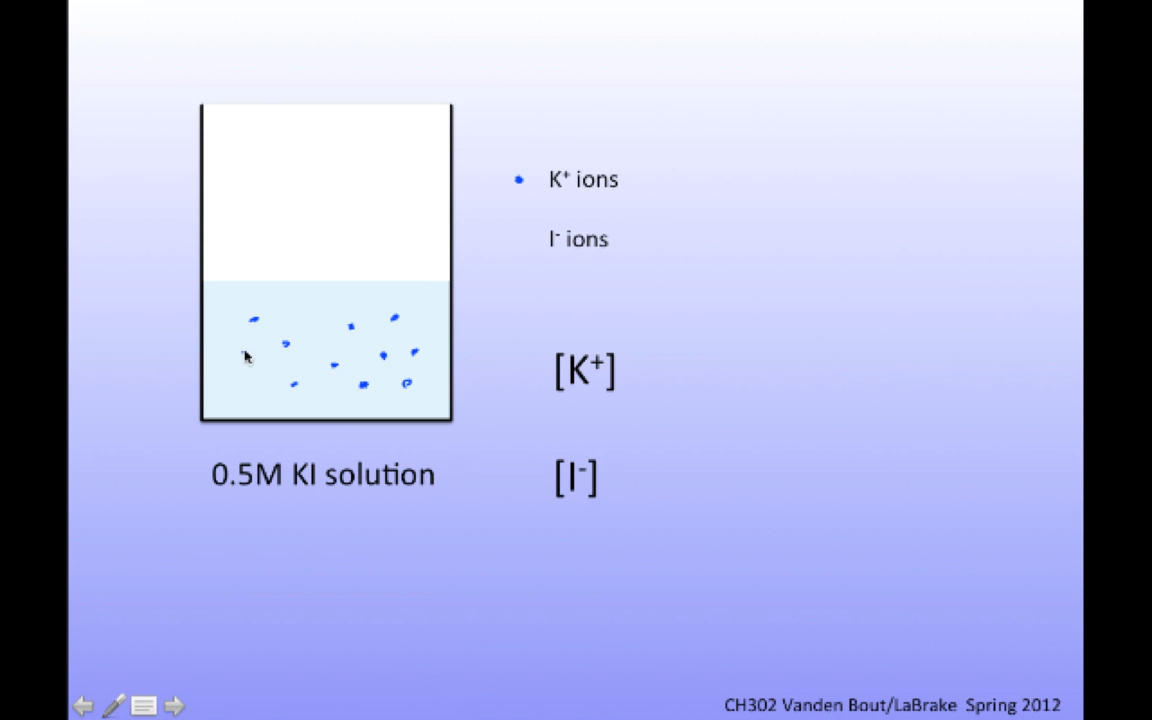 K⁺ ions
I⁻ ions
[K⁺]
0.5M KI solution
[I⁻]
CH302 Vanden Bout/LaBrake Spring 2012